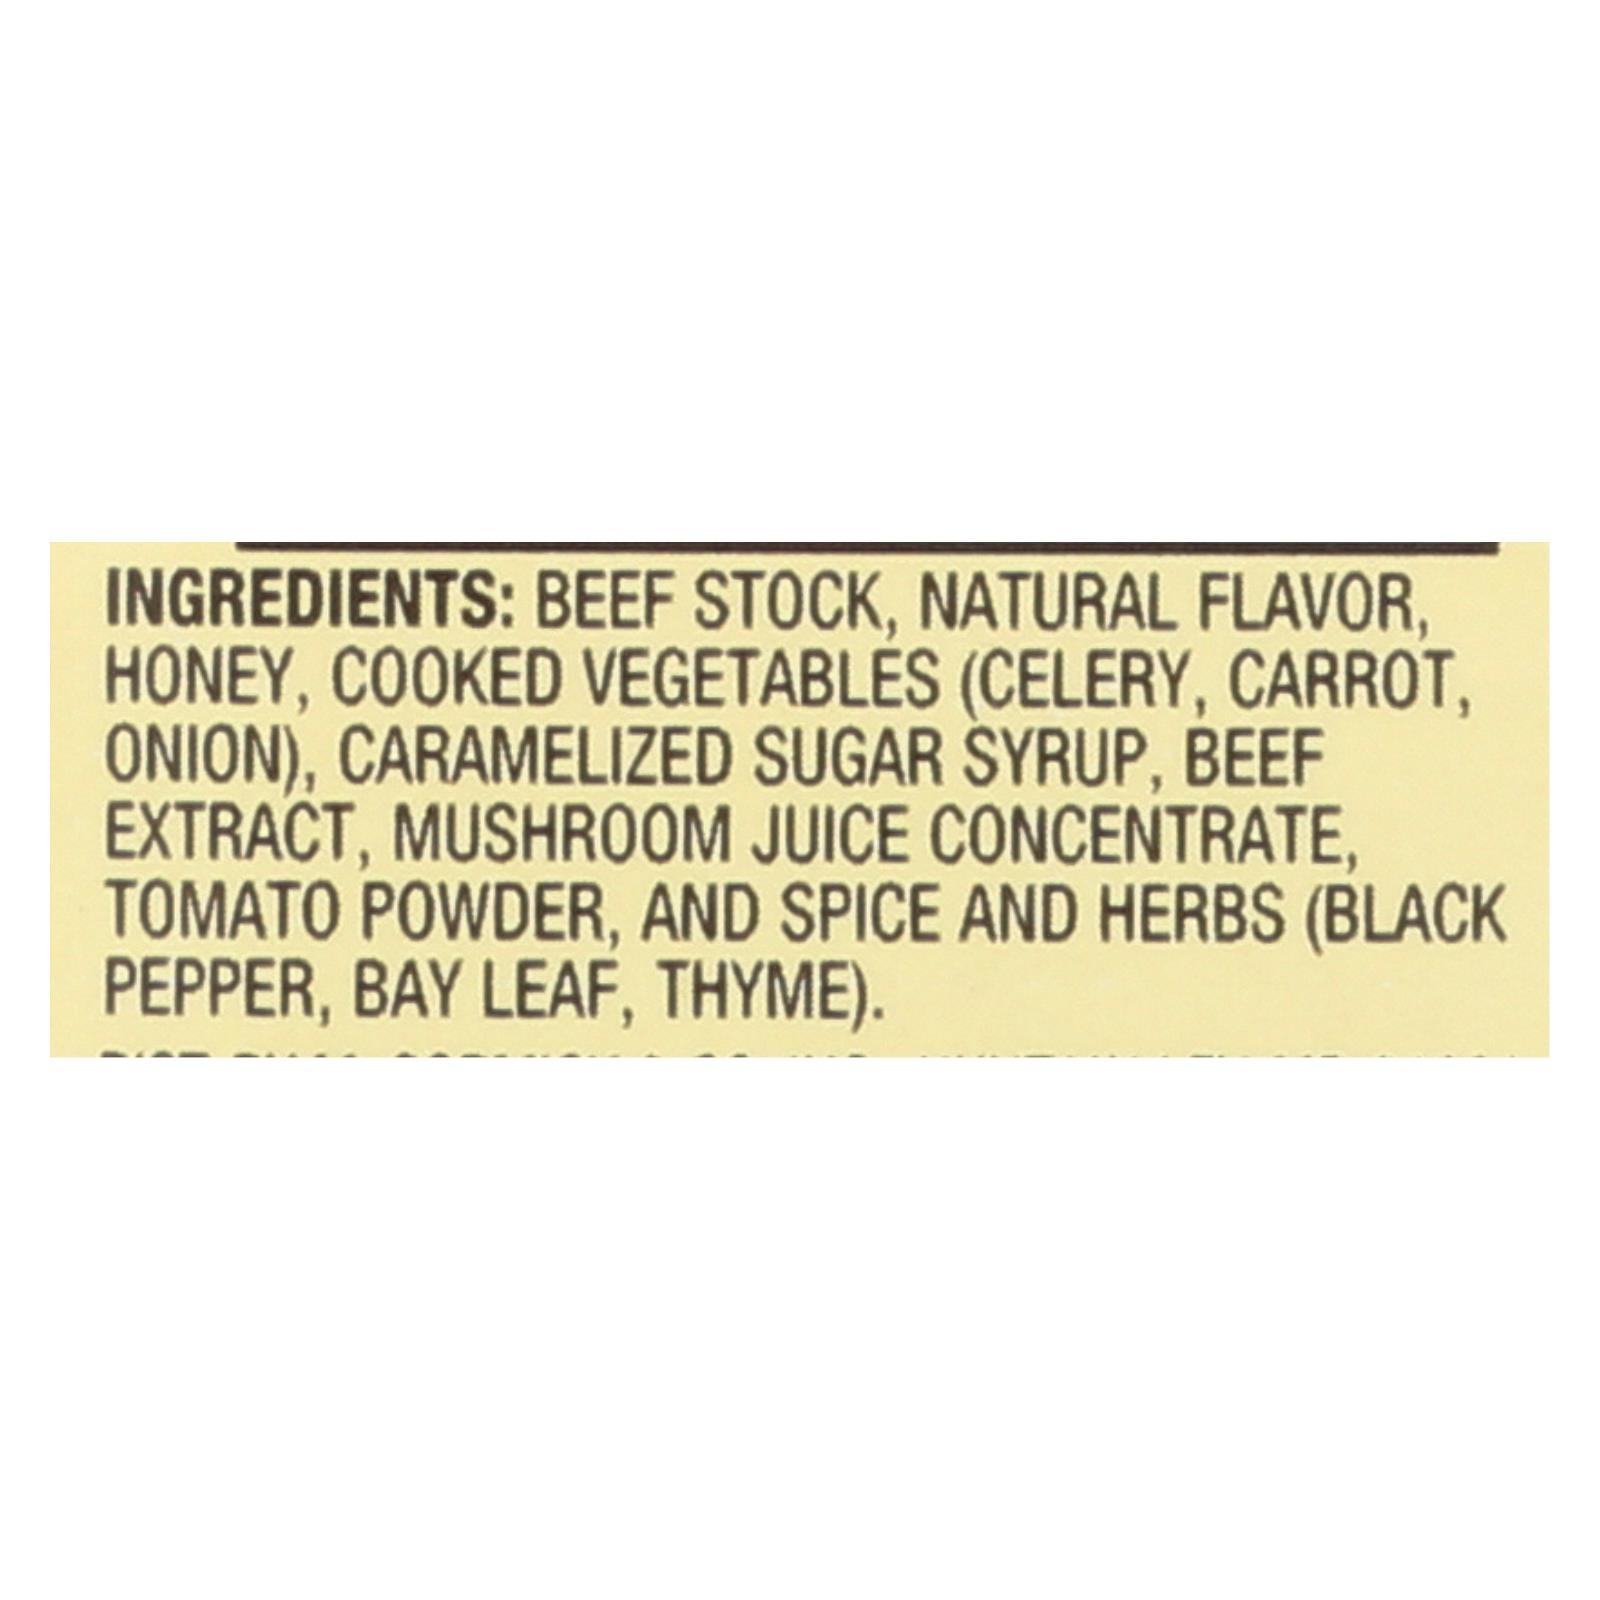 INGREDIENTS: BEEF STOCK, NATURAL FLAVOR,
HONEY, COOKED VEGETABLES (CELERY, CARROT,
ONION), CARAMELIZED SUGAR SYRUP, BEEF
EXTRACT, MUSHROOM JUICE CONCENTRATE,
TOMATO POWDER, AND SPICE AND HERBS (BLACK
PEPPER, BAY LEAF, THYME).